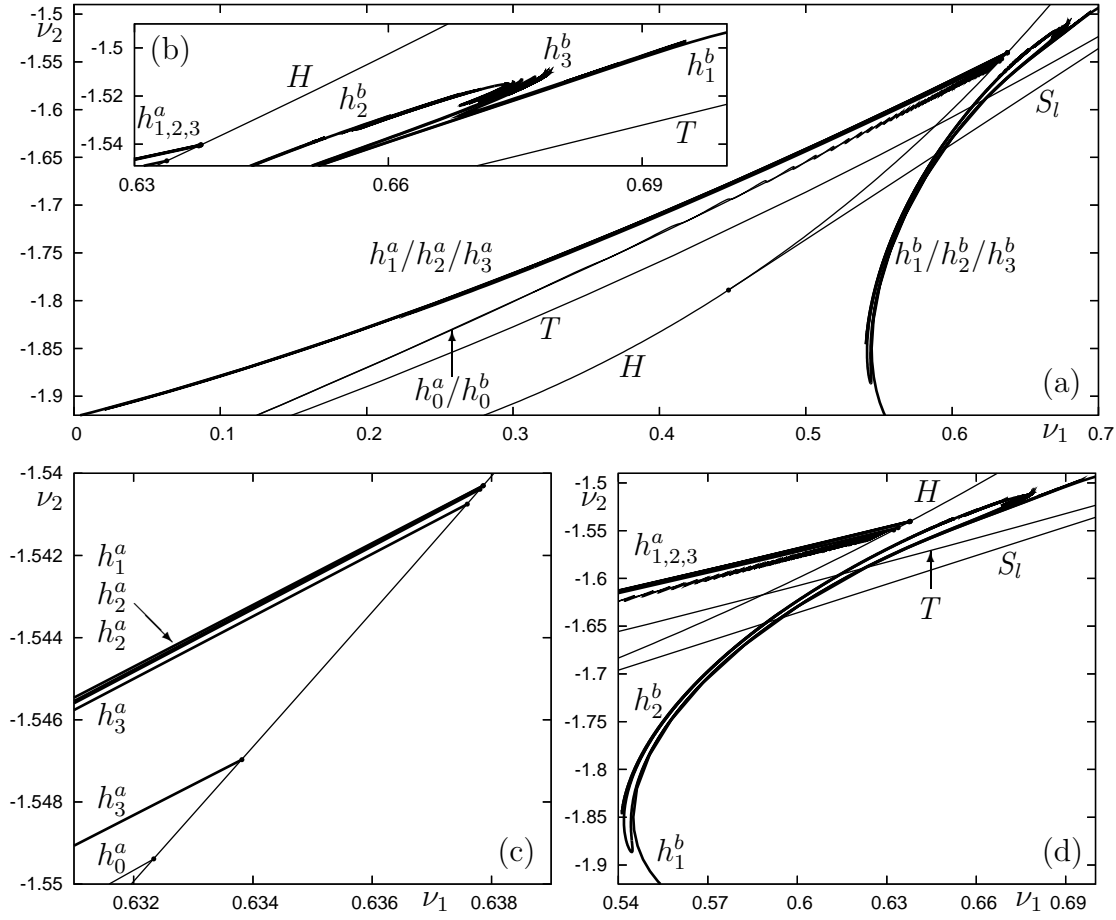 -1.5
ν₂
-1.55
-1.6
-1.65
-1.7
-1.75
-1.8
-1.85
-1.9
0
0.1
0.2
0.3
0.4
0.5
0.6
ν₁
0.7
(b)
-1.5
-1.52
-1.54
0.63
0.66
0.69
H
h₃ᵇ
h₁ᵇ
h₂ᵇ
hᵃ₁,₂,₃
T
Sₗ
h₁ᵃ/h₂ᵃ/h₃ᵃ
h₁ᵇ/h₂ᵇ/h₃ᵇ
T
H
h₀ᵃ/h₀ᵇ
(a)
-1.54
ν₂
-1.542
-1.544
-1.546
-1.548
-1.55
h₁ᵃ
h₂ᵃ
h₂ᵃ
h₃ᵃ
h₃ᵃ
h₀ᵃ
(c)
0.632
0.634
0.636
ν₁
0.638
-1.5
ν₂
-1.55
-1.6
-1.65
-1.7
-1.75
-1.8
-1.85
-1.9
H
hᵃ₁,₂,₃
Sₗ
T
h₂ᵇ
h₁ᵇ
(d)
0.54
0.57
0.6
0.63
0.66
ν₁
0.69